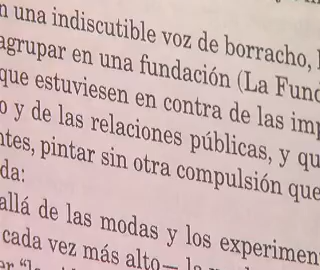 una indiscutible voz de borracho,
agrupar en una fundación (La Fund
que estuviesen en contra de las imp
o y de las relaciones públicas, y qu
ntes, pintar sin otra compulsión que
da:
allá de las modas y los experimen
cada vez más alto—